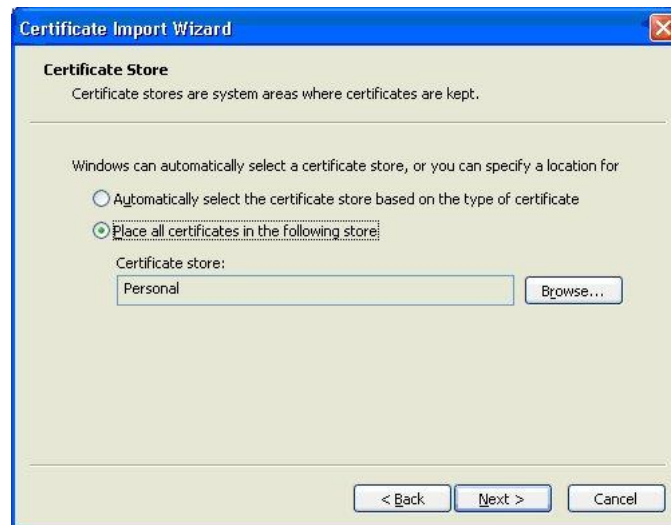 Certificate Import Wizard
Certificate Store
Certificate stores are system areas where certificates are kept.
Windows can automatically select a certificate store, or you can specify a location for
Automatically select the certificate store based on the type of certificate
Place all certificates in the following store
Certificate store:
Personal
Browse...
< Back
Next >
Cancel